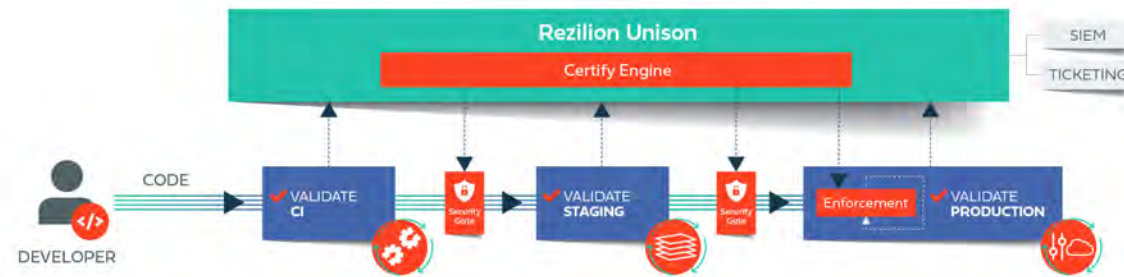 Rezilion Unison
Certify Engine
SIEM
TICKETING
CODE
VALIDATE
CI
Security
Gate
VALIDATE
STAGING
Security
Gate
Enforcement
VALIDATE
PRODUCTION
DEVELOPER